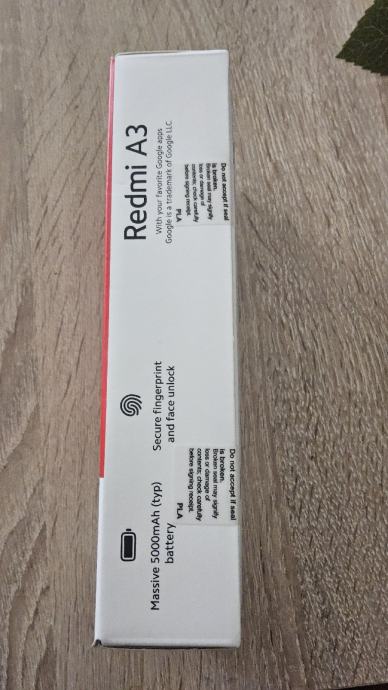 Redmi A3
With your favorite Google apps
Google is a trademark of Google LLC.
Secure fingerprint
and face unlock
Massive 5000mAh (typ)
battery
Do not accept if seal
is broken.
Broken seal may signify
loss or damage of
contents; check carefully
before signing receipt.
PLA
Do not accept if seal
is broken.
Broken seal may signify
loss or damage of
contents; check carefully
before signing receipt.
PLA